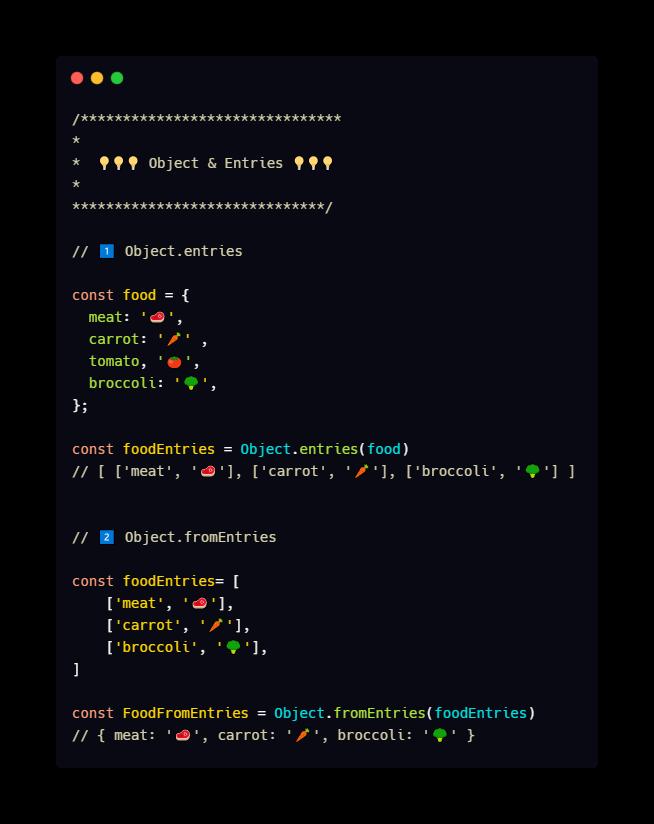 /*******************************
*
*  💡💡💡 Object & Entries 💡💡💡
*
******************************/
// 1️⃣ Object.entries
const food = {
  meat: '🥩',
  carrot: '🥕' ,
  tomato, '🍅',
  broccoli: '🥦',
};
const foodEntries = Object.entries(food)
// [ ['meat', '🥩'], ['carrot', '🥕'], ['broccoli', '🥦'] ]
// 2️⃣ Object.fromEntries
const foodEntries= [
    ['meat', '🥩'],
    ['carrot', '🥕'],
    ['broccoli', '🥦'],
]
const FoodFromEntries = Object.fromEntries(foodEntries)
// { meat: '🥩', carrot: '🥕', broccoli: '🥦' }